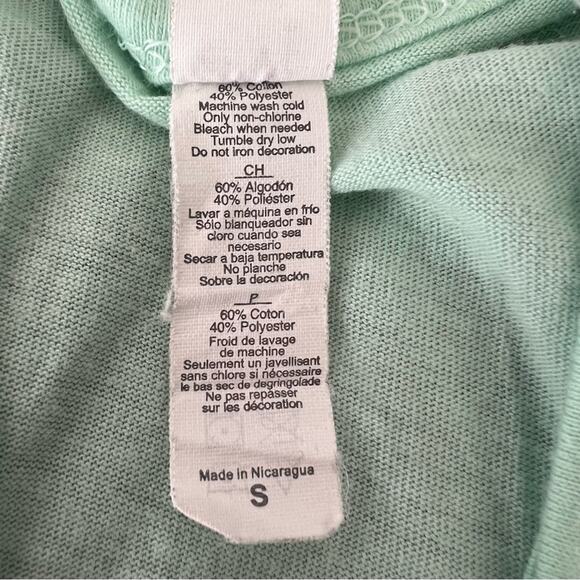 60% Cotton
40% Polyester
Machine wash cold
Only non-chlorine
Bleach when needed
Tumble dry low
Do not iron decoration
CH
60% Algodón
40% Poliéster
Lavar a máquina en frío
Sólo blanqueador sin
cloro cuando sea
necesario
Secar a baja temperatura
No planche
Sobre la decoración
P
60% Coton
40% Polyester
Froid de lavage
de machine
Seulement un javellisant
sans chlore si nécessaire
le bas sec de degringolade
Ne pas repasser
sur les décoration
Made in Nicaragua
S